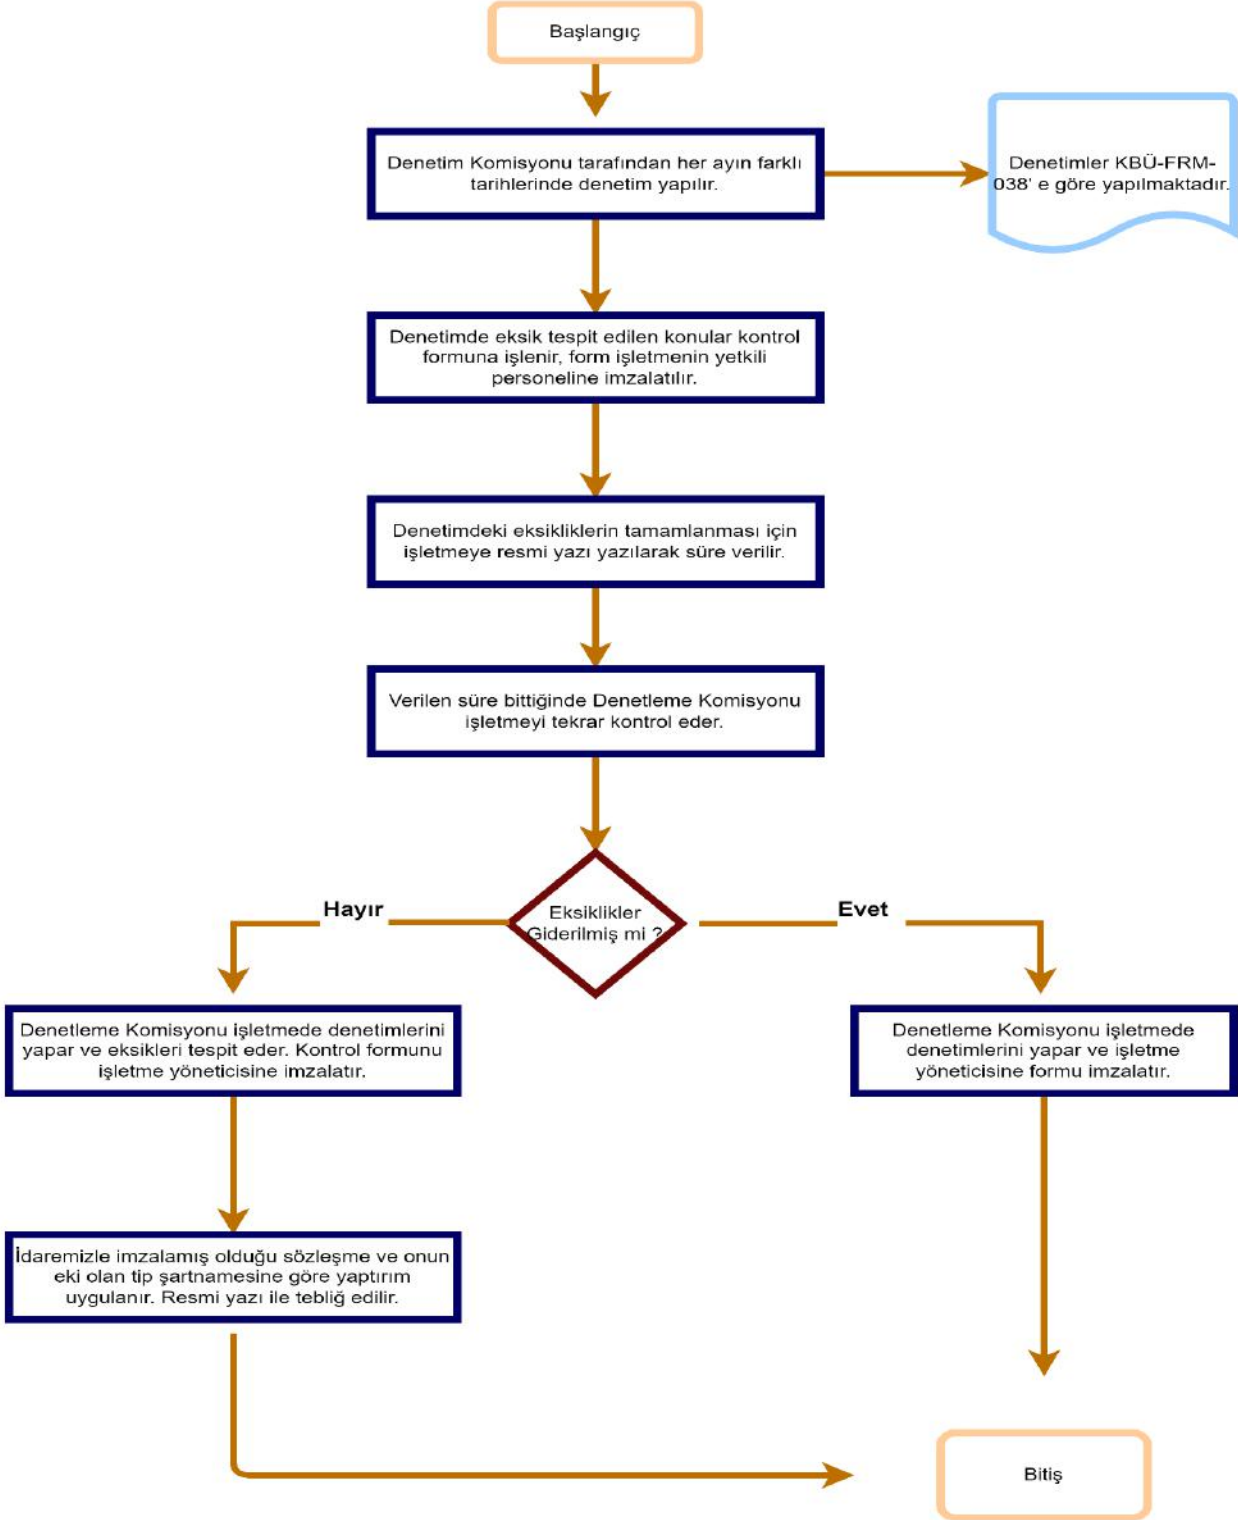 Başlangıç
Denetim Komisyonu tarafından her ayın farklı
tarihlerinde denetim yapılır.
Denetimler KBÜ-FRM-
038' e göre yapılmaktadır.
Denetimde eksik tespit edilen konular kontrol
formuna işlenir, form işletmenin yetkili
personeline imzalatılır.
Denetimdeki eksikliklerin tamamlanması için
işletmeye resmi yazı yazılarak süre verilir.
Verilen süre bittiğinde Denetleme Komisyonu
işletmeyi tekrar kontrol eder.
Eksiklikler
Giderilmiş mi ?
Hayır
Evet
Denetleme Komisyonu işletmede denetimlerini
yapar ve eksikleri tespit eder. Kontrol formunu
işletme yöneticisine imzalatır.
Denetleme Komisyonu işletmede
denetimlerini yapar ve işletme
yöneticisine formu imzalatır.
İdaremizle imzalamış olduğu sözleşme ve onun
eki olan tip şartnamesine göre yaptırım
uygulanır. Resmi yazı ile tebliğ edilir.
Bitiş